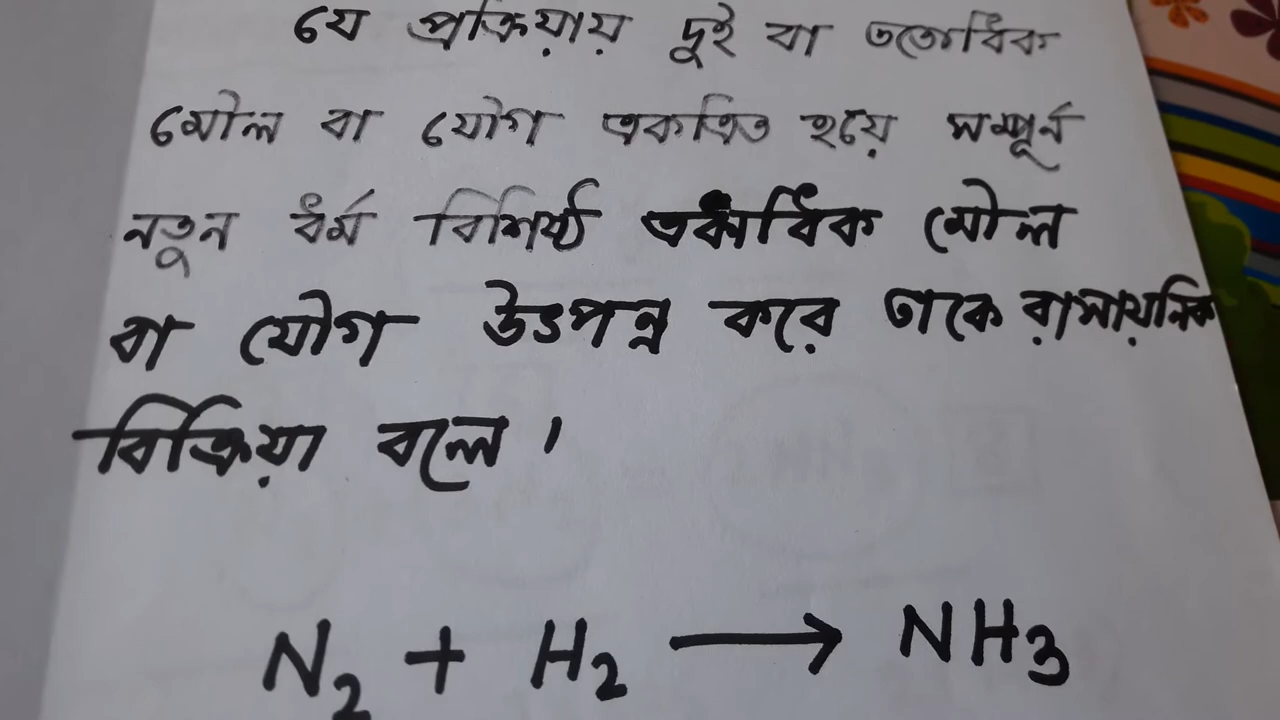 যে প্রক্রিয়ায় দুই বা ততোধিক
মৌল বা যৌগ একত্রিত হয়ে সম্পূর্ন
নতুন ধর্ম বিশিষ্ঠ একাধিক মৌল
বা যৌগ উৎপন্ন করে তাকে রাসায়নিক
বিক্রিয়া বলে।
N₂ + H₂ ⟶ NH₃